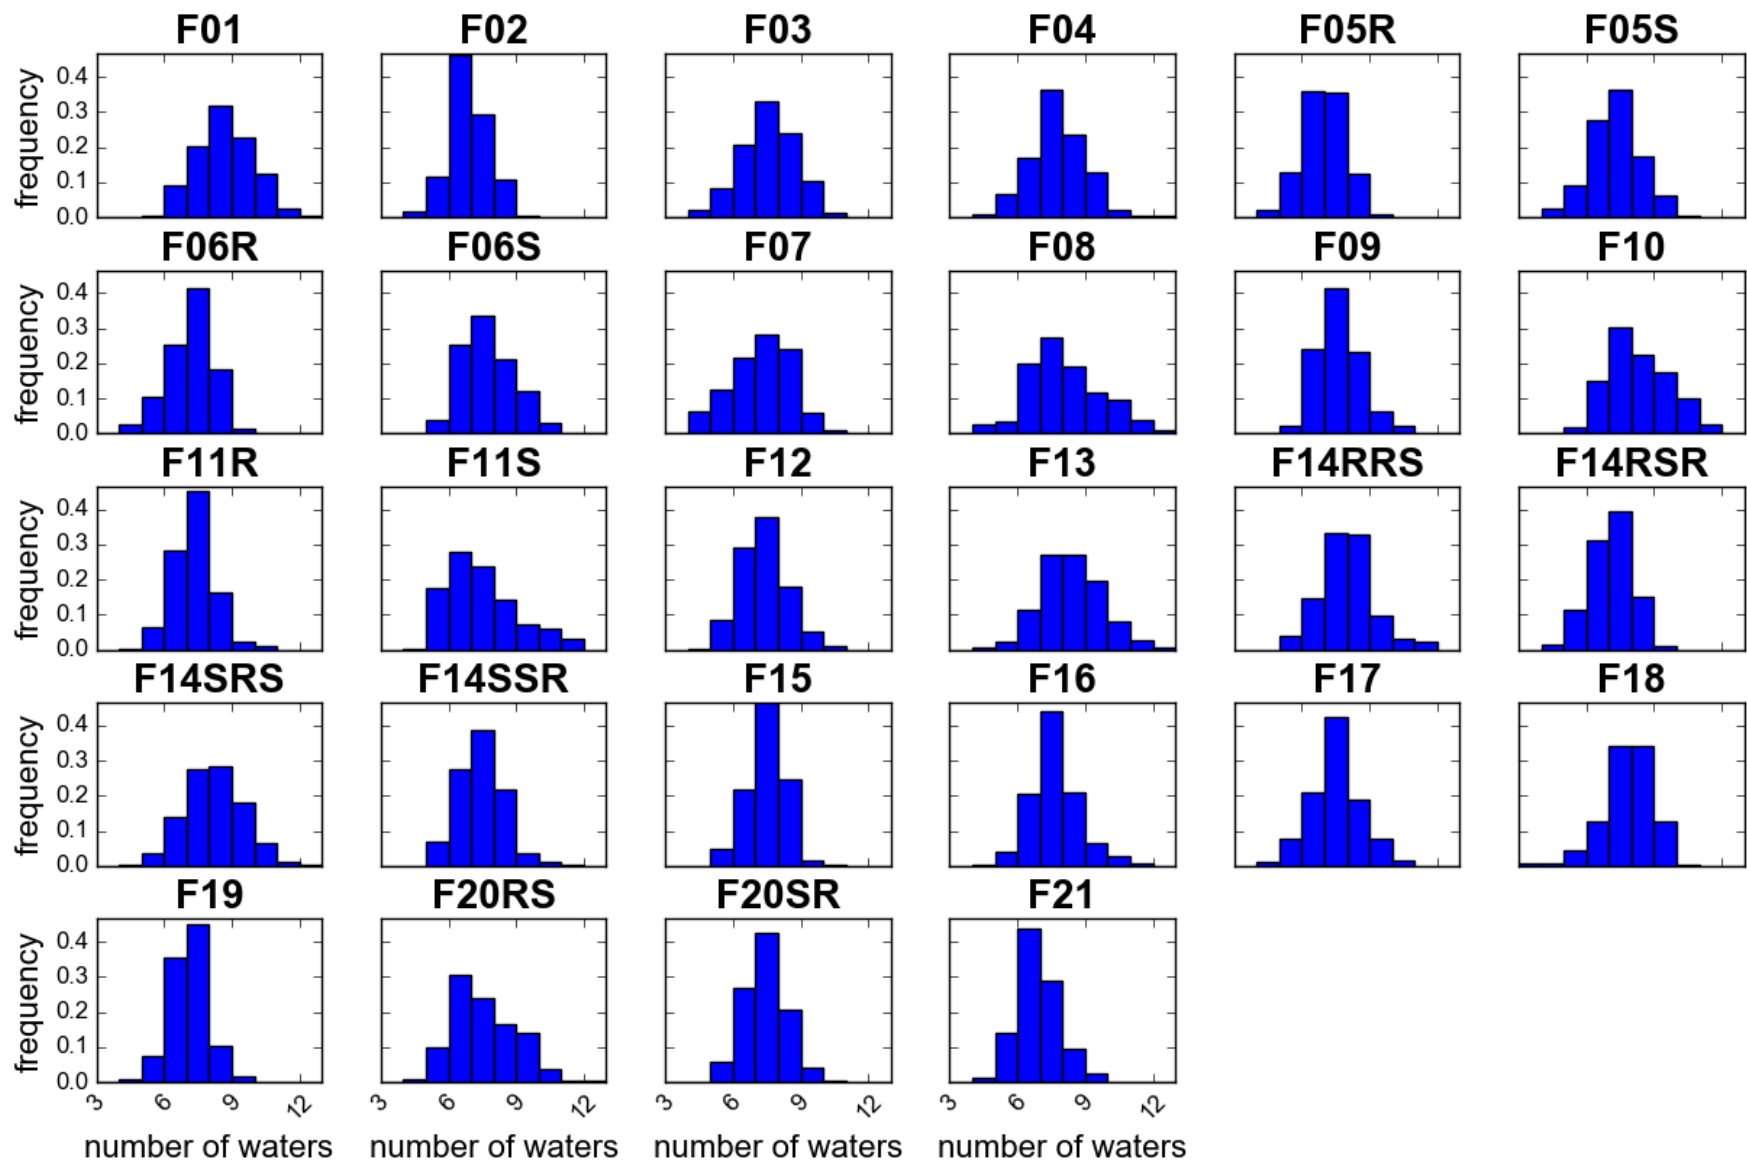 F01 F02 F03 F04 F05R F05S
frequency 0.4 0.3 0.2 0.1 0.0
F06R F06S F07 F08 F09 F10
frequency 0.4 0.3 0.2 0.1 0.0
F11R F11S F12 F13 F14RRS F14RSR
frequency 0.4 0.3 0.2 0.1 0.0
F14SRS F14SSR F15 F16 F17 F18
frequency 0.4 0.3 0.2 0.1 0.0
F19 F20RS F20SR F21
frequency 0.4 0.3 0.2 0.1 0.0
3 6 9 12 3 6 9 12 3 6 9 12 3 6 9 12
number of waters number of waters number of waters number of waters